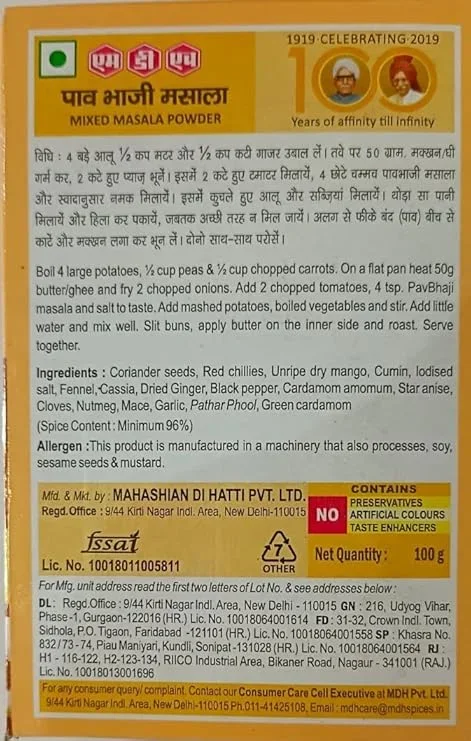 1919·CELEBRATING·2019
एम डी एच
100
पाव भाजी मसाला
MIXED MASALA POWDER
Years of affinity till infinity
विधि : 4 बड़े आलू ½ कप मटर और ½ कप कटी गाजर उबाल लें। तवे पर 50 ग्राम. मक्खन/घी
गर्म कर, 2 कटे हुए प्याज़ भूनें। इसमें 2 कटे हुए टमाटर मिलायें, 4 छोटे चम्मच पावभाजी मसाला
और स्वादानुसार नमक मिलायें। इसमें कुचले हुए आलू और सब्ज़ियां मिलायें। थोड़ा सा पानी
मिलायें और हिला कर पकायें, जबतक अच्छी तरह न मिल जायें। अलग से फीके बंद (पाव) बीच से
काटें और मक्खन लगा कर भून लें। दोनो साथ-साथ परोसें।
Boil 4 large potatoes, ½ cup peas & ½ cup chopped carrots. On a flat pan heat 50g
butter/ghee and fry 2 chopped onions. Add 2 chopped tomatoes, 4 tsp. PavBhaji
masala and salt to taste. Add mashed potatoes, boiled vegetables and stir. Add little
water and mix well. Slit buns, apply butter on the inner side and roast. Serve
together.
Ingredients : Coriander seeds, Red chillies, Unripe dry mango, Cumin, Iodised
salt, Fennel, Cassia, Dried Ginger, Black pepper, Cardamom amomum, Star anise,
Cloves, Nutmeg, Mace, Garlic, Pathar Phool, Green cardamom
(Spice Content : Minimum 96%)
Allergen :This product is manufactured in a machinery that also processes, soy,
sesame seeds & mustard.
Mfd. & Mkt. by : MAHASHIAN DI HATTI PVT. LTD.
Regd. Office : 9/44 Kirti Nagar Indl. Area, New Delhi-110015
fssai
Lic. No. 10018011005811
7
OTHER
CONTAINS
NO
PRESERVATIVES
ARTIFICIAL COLOURS
TASTE ENHANCERS
Net Quantity : 100 g
For Mfg. unit address read the first two letters of Lot No. & see addresses below :
DL : Regd.Office : 9/44 Kirti Nagar Indl. Area, New Delhi - 110015 GN : 216, Udyog Vihar,
Phase-1, Gurgaon-122016 (HR.) Lic. No. 10018064001614 FD : 31-32, Crown Indl. Town,
Sidhola, P.O. Tigaon, Faridabad -121101 (HR.) Lic. No. 10018064001558 SP : Khasra No.
832 / 73 - 74, Piau Maniyari, Kundli, Sonipat -131028 (HR.) Lic. No. 10018064001564 RJ :
H1 - 116-122, H2-123-134, RIICO Industrial Area, Bikaner Road, Nagaur - 341001 (RAJ.)
Lic. No. 10018013001696
For any consumer query/ complaint. Contact our Consumer Care Cell Executive at MDH Pvt. Ltd.
9/44 Kirti Nagar Indl. Area, New Delhi-110015 Ph.011-41425108, Email : mdhcare@mdhspices.in